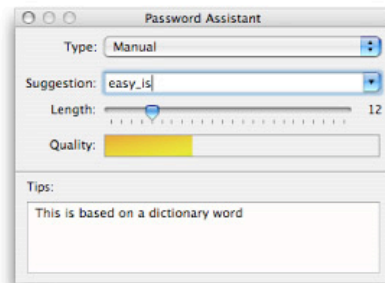 Password Assistant
Type: Manual
Suggestion: easy_is
Length: 12
Quality:
Tips:
This is based on a dictionary word